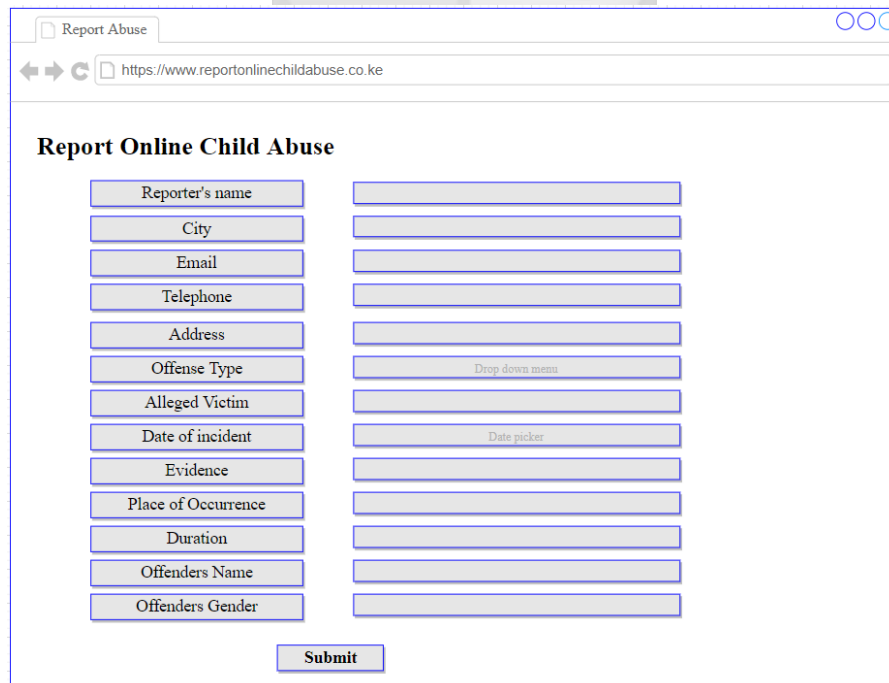 Report Abuse
https://www.reportonlinechildabuse.co.ke
Report Online Child Abuse
Reporter's name
City
Email
Telephone
Address
Offense Type Drop down menu
Alleged Victim
Date of incident Date picker
Evidence
Place of Occurrence
Duration
Offenders Name
Offenders Gender
Submit